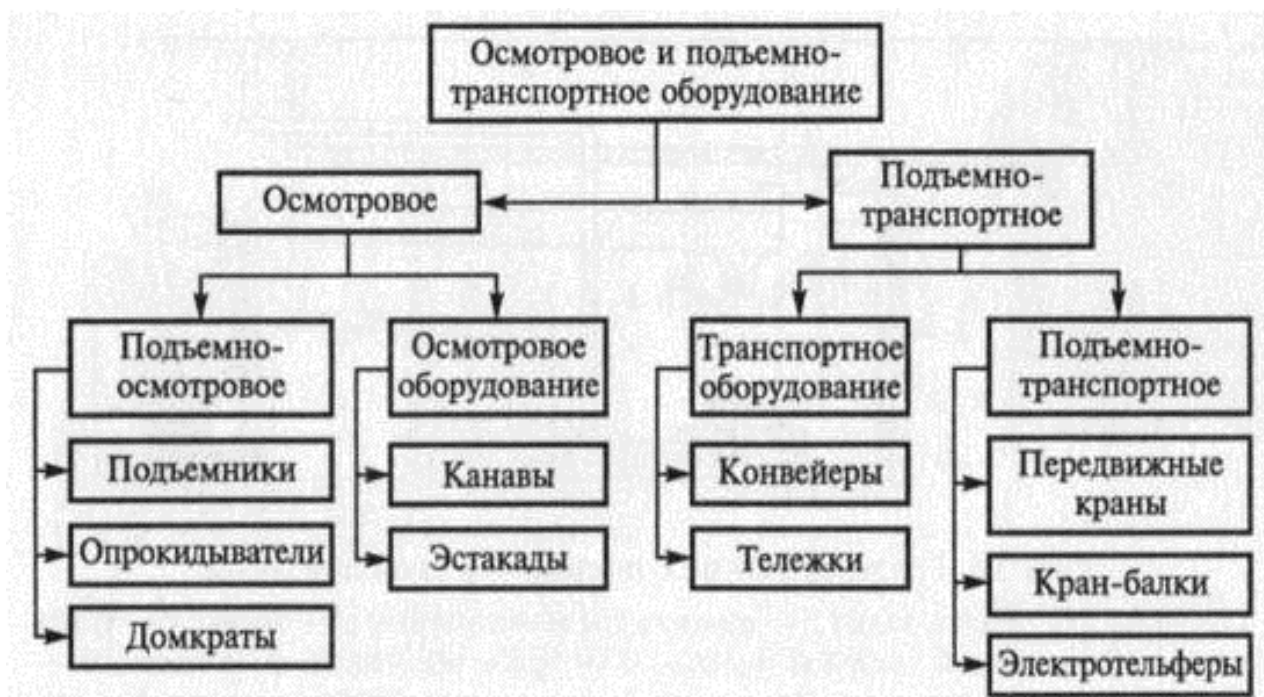 Осмотровое и подъемно-
транспортное оборудование
Осмотровое
Подъемно-
транспортное
Подъемно-
осмотровое
Подъемники
Опрокидыватели
Домкраты
Осмотровое
оборудование
Канавы
Эстакады
Транспортное
оборудование
Конвейеры
Тележки
Подъемно-
транспортное
Передвижные
краны
Кран-балки
Электротельферы